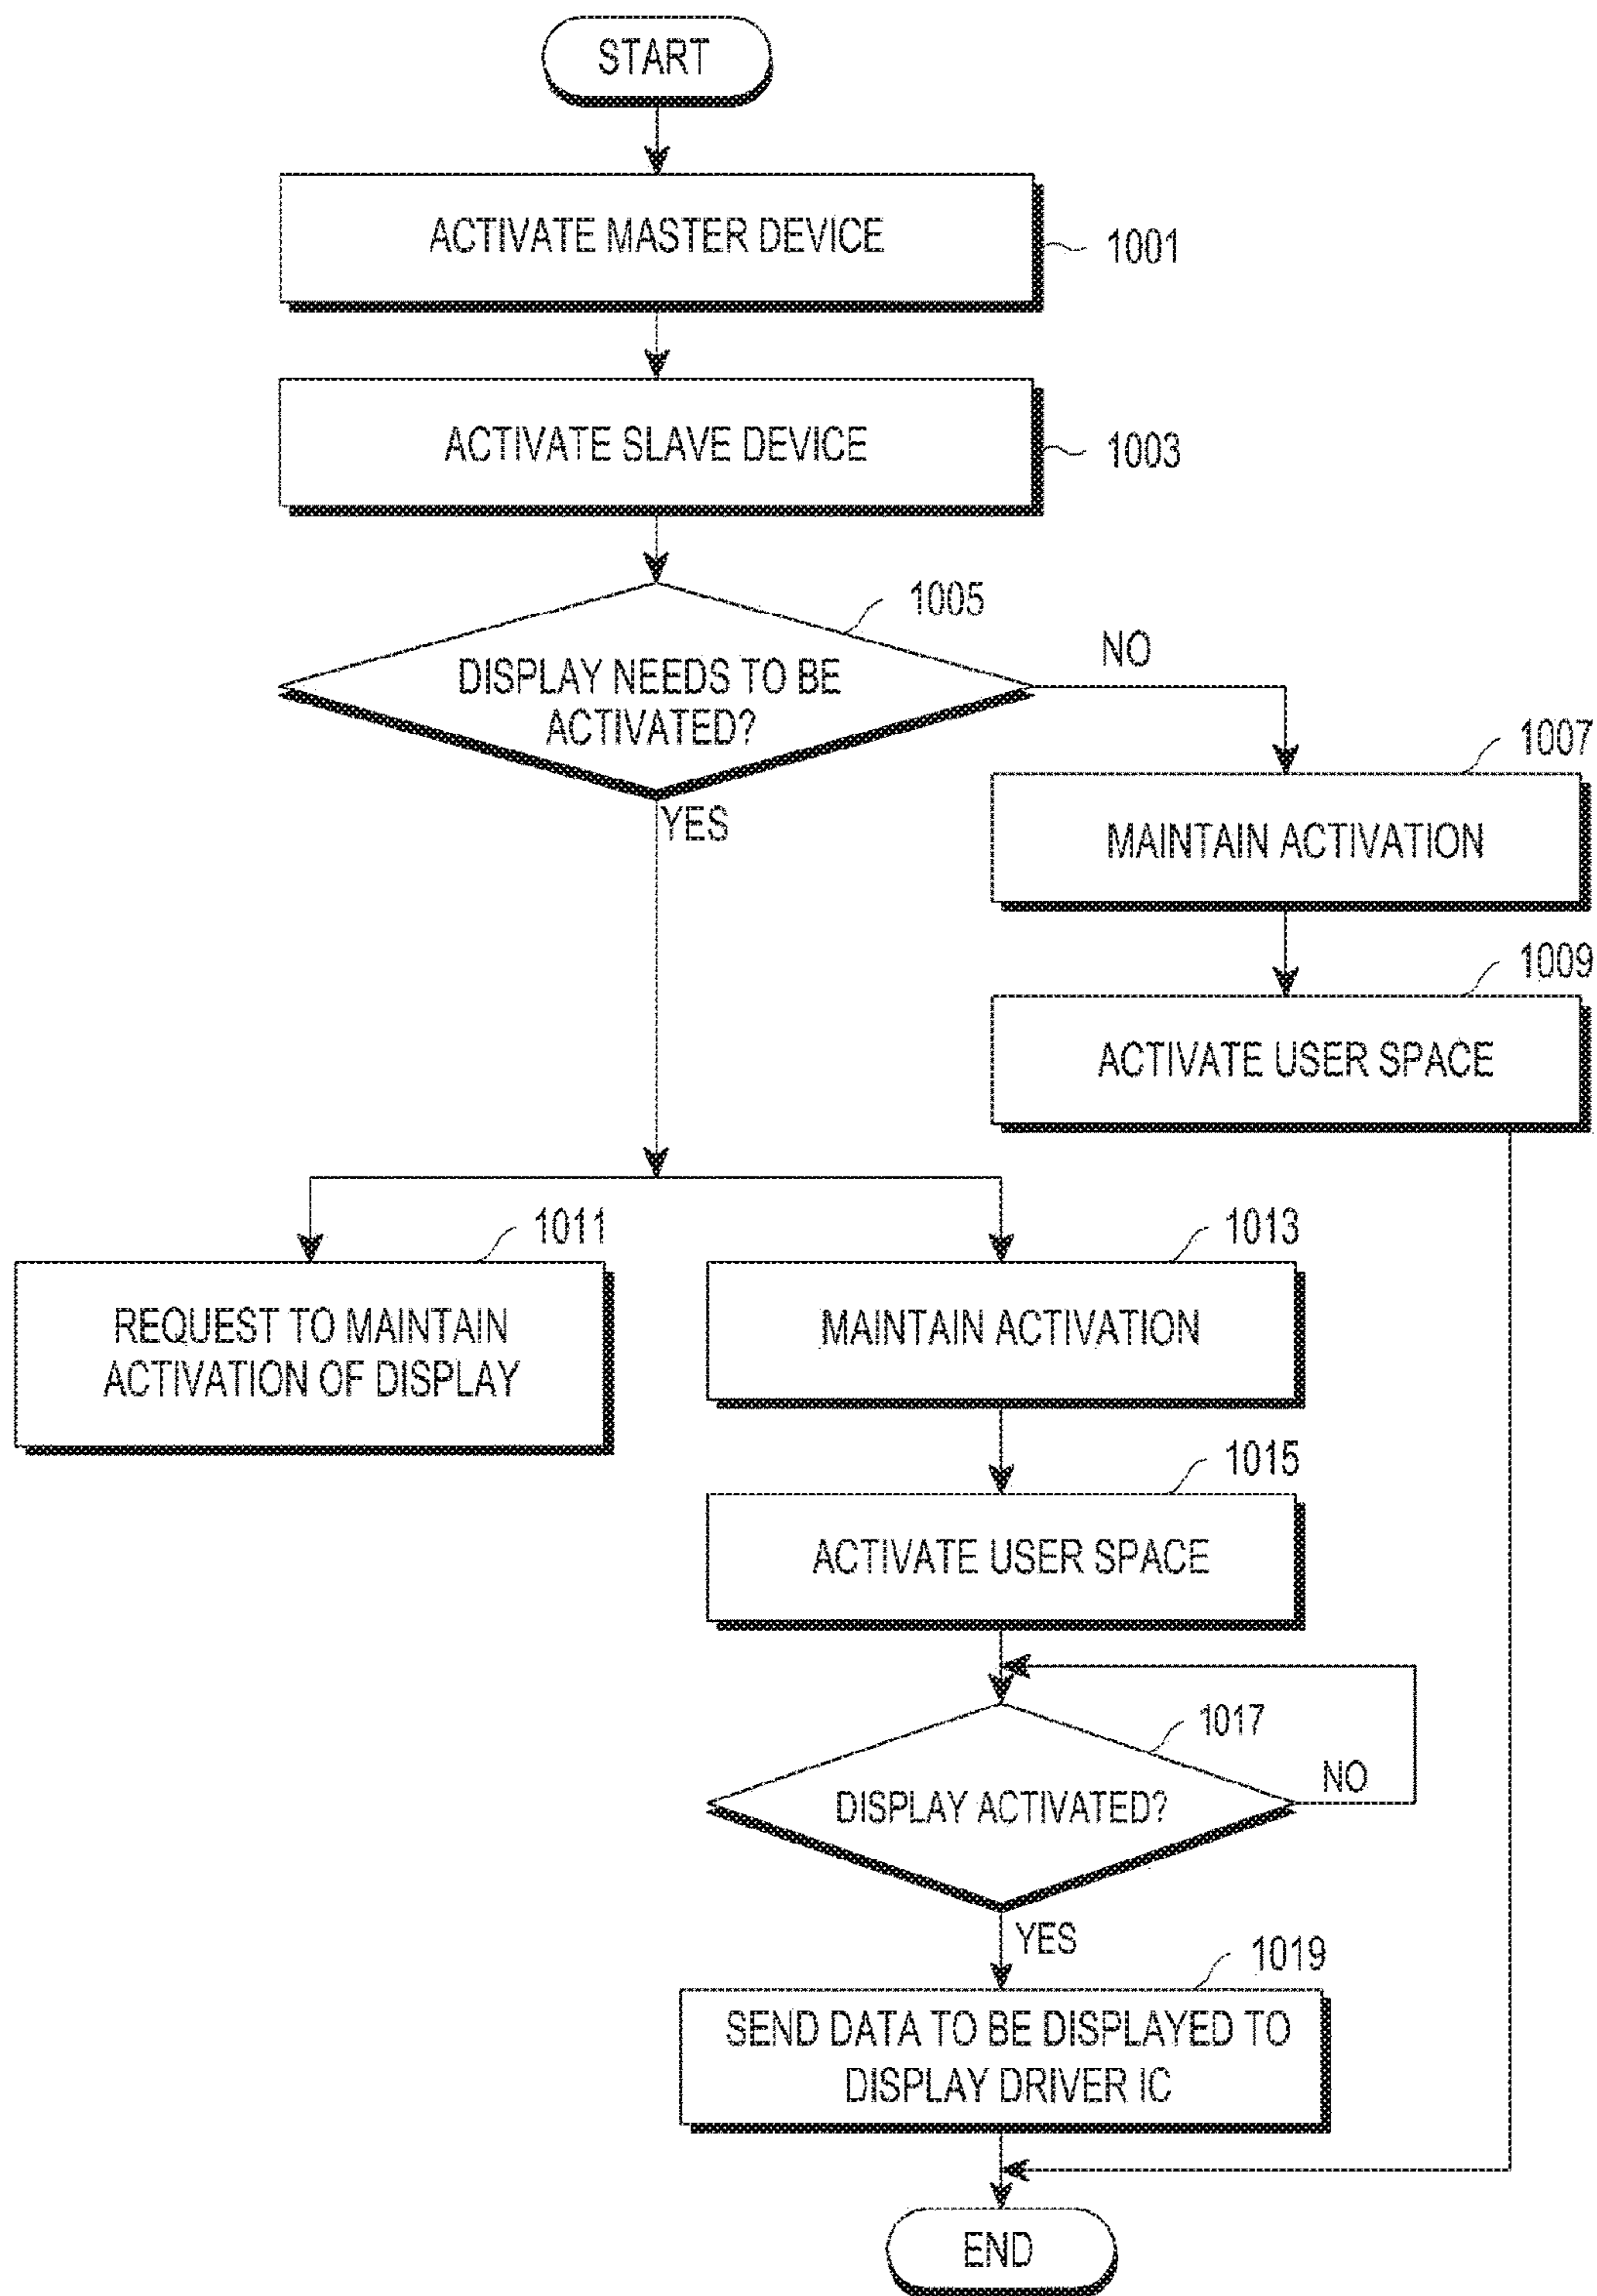 START
ACTIVATE MASTER DEVICE
1001
ACTIVATE SLAVE DEVICE
1003
1005
DISPLAY NEEDS TO BE
ACTIVATED?
NO
YES
1007
MAINTAIN ACTIVATION
1009
ACTIVATE USER SPACE
1011
REQUEST TO MAINTAIN
ACTIVATION OF DISPLAY
1013
MAINTAIN ACTIVATION
1015
ACTIVATE USER SPACE
1017
DISPLAY ACTIVATED?
NO
YES
1019
SEND DATA TO BE DISPLAYED TO
DISPLAY DRIVER IC
END